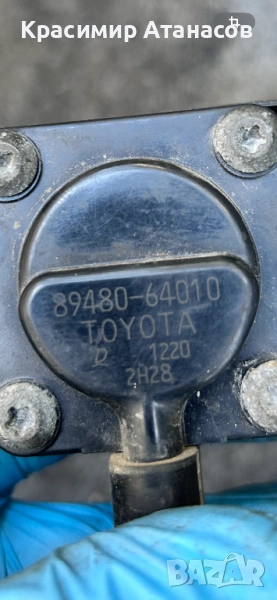 Красимир Атанасов
89480-64010
TOYOTA
D 1220
2H28
BAZAR